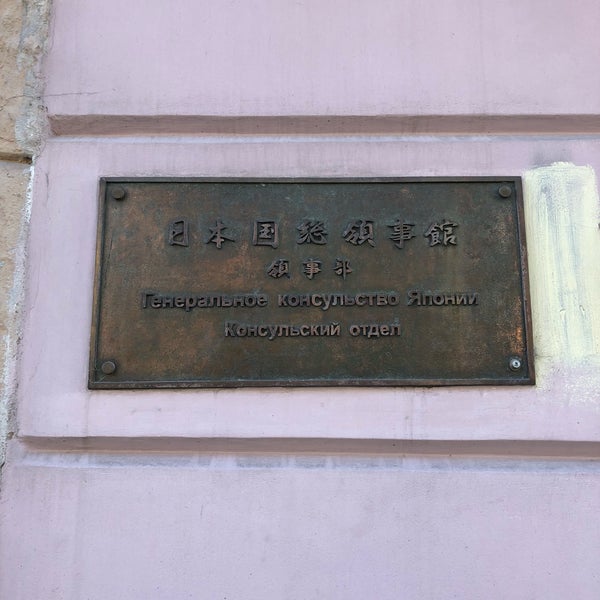 日本国総領事館
領事部
Генеральное консульство Японии
Консульский отдел